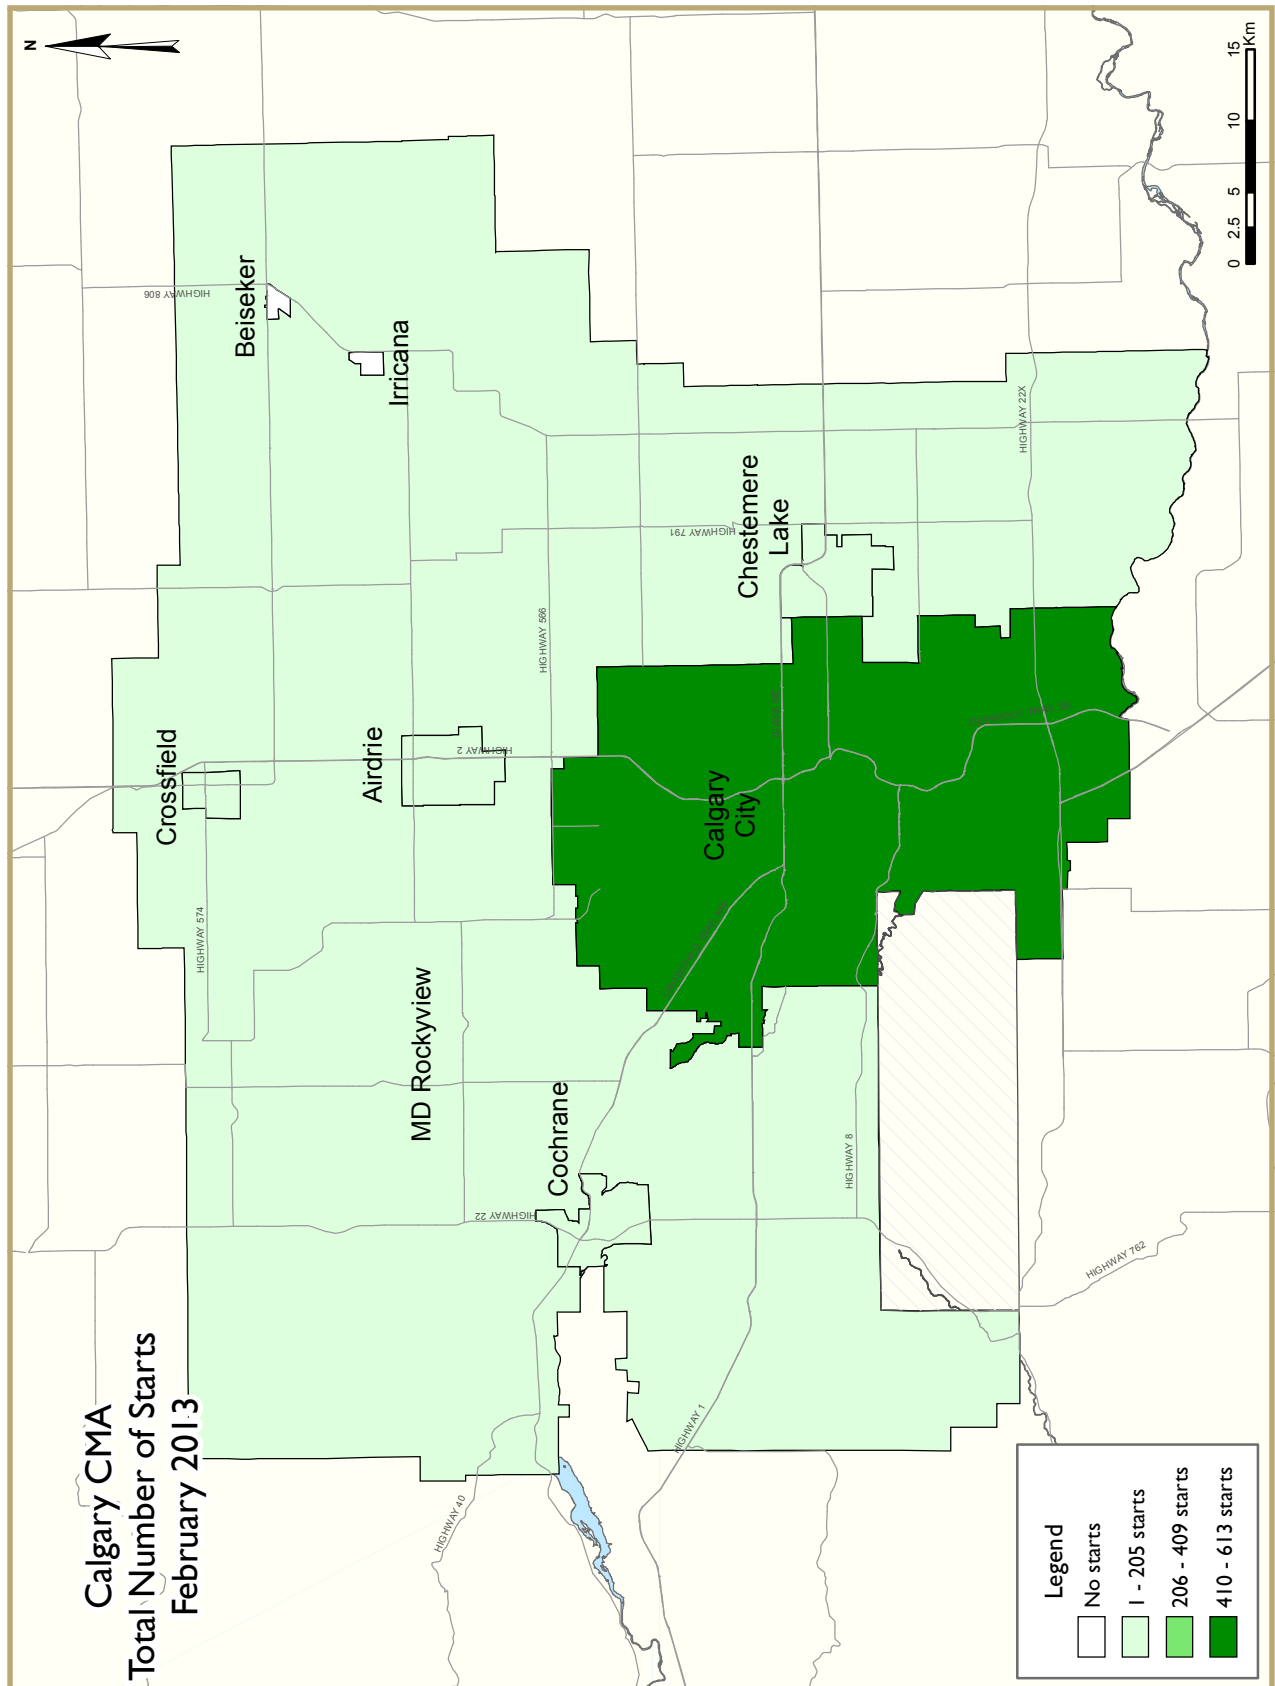 Calgary CMA
Total Number of Starts
February 2013
N
Crossfield
Beiseker
Irricana
Airdrie
MD Rockyview
Cochrane
Calgary
City
Chestemere
Lake
HIGHWAY 574
HIGHWAY 806
HIGHWAY 2
HIGHWAY 566
HIGHWAY 791
HIGHWAY 22
HIGHWAY 40
HIGHWAY 1
HIGHWAY 8
HIGHWAY 22X
HIGHWAY 762
Legend
No starts
1 - 205 starts
206 - 409 starts
410 - 613 starts
0 2.5 5 10 15
Km